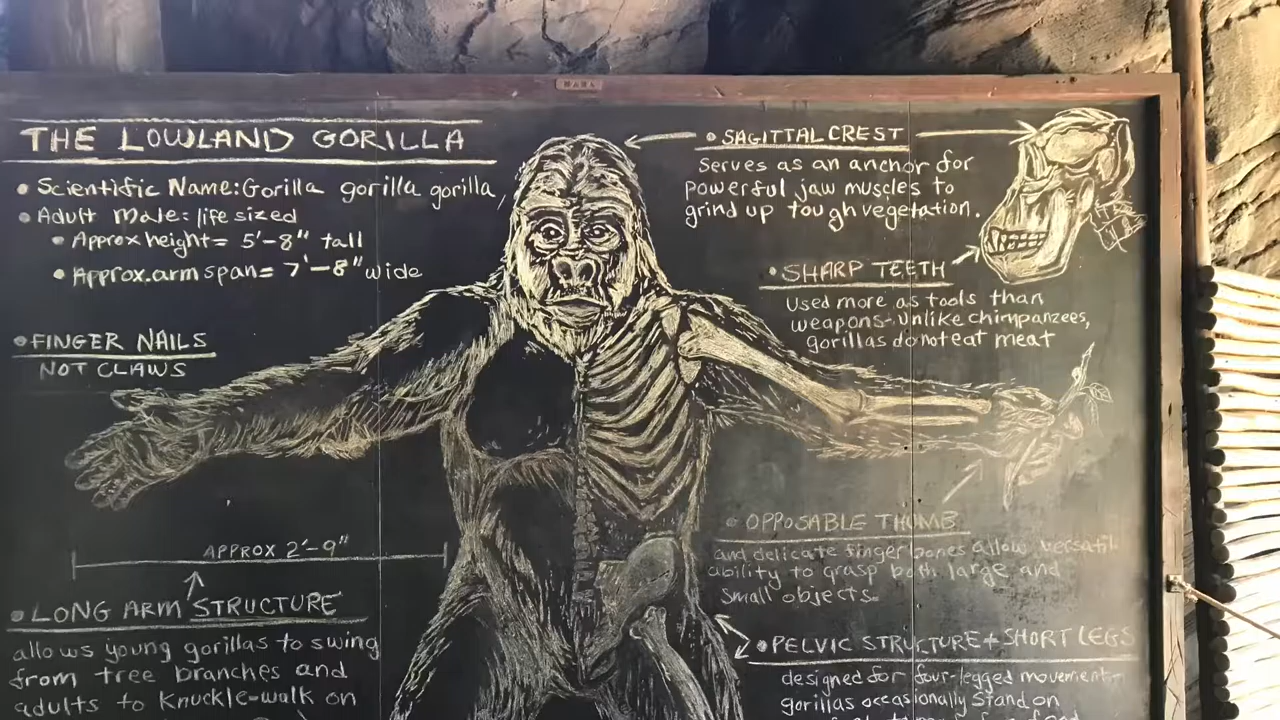 THE LOWLAND GORILLA
• Scientific Name: Gorilla gorilla gorilla,
• Adult Male: life sized
• Approx height = 5'-8" tall
• Approx. arm span = 7'-8" wide
• FINGER NAILS
NOT CLAWS
APPROX 2'-9"
• LONG ARM STRUCTURE
allows young gorillas to swing
from tree branches and
adults to knuckle-walk on
• SAGITTAL CREST
Serves as an anchor for
powerful jaw muscles to
grind up tough vegetation.
• SHARP TEETH
Used more as tools than
weapons- Unlike chimpanzees,
gorillas do not eat meat
• OPPOSABLE THUMB
and delicate finger bones allow versatil
ability to grasp both large and
small objects.
• PELVIC STRUCTURE + SHORT LEGS
designed for four-legged movement-
gorillas occasionally stand on